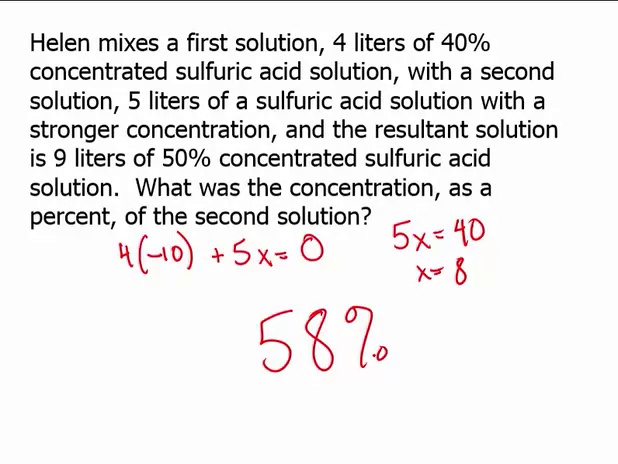 Helen mixes a first solution, 4 liters of 40%
concentrated sulfuric acid solution, with a second
solution, 5 liters of a sulfuric acid solution with a
stronger concentration, and the resultant solution
is 9 liters of 50% concentrated sulfuric acid
solution.  What was the concentration, as a
percent, of the second solution?
4(-10) + 5x = 0
5x = 40
x = 8
58%